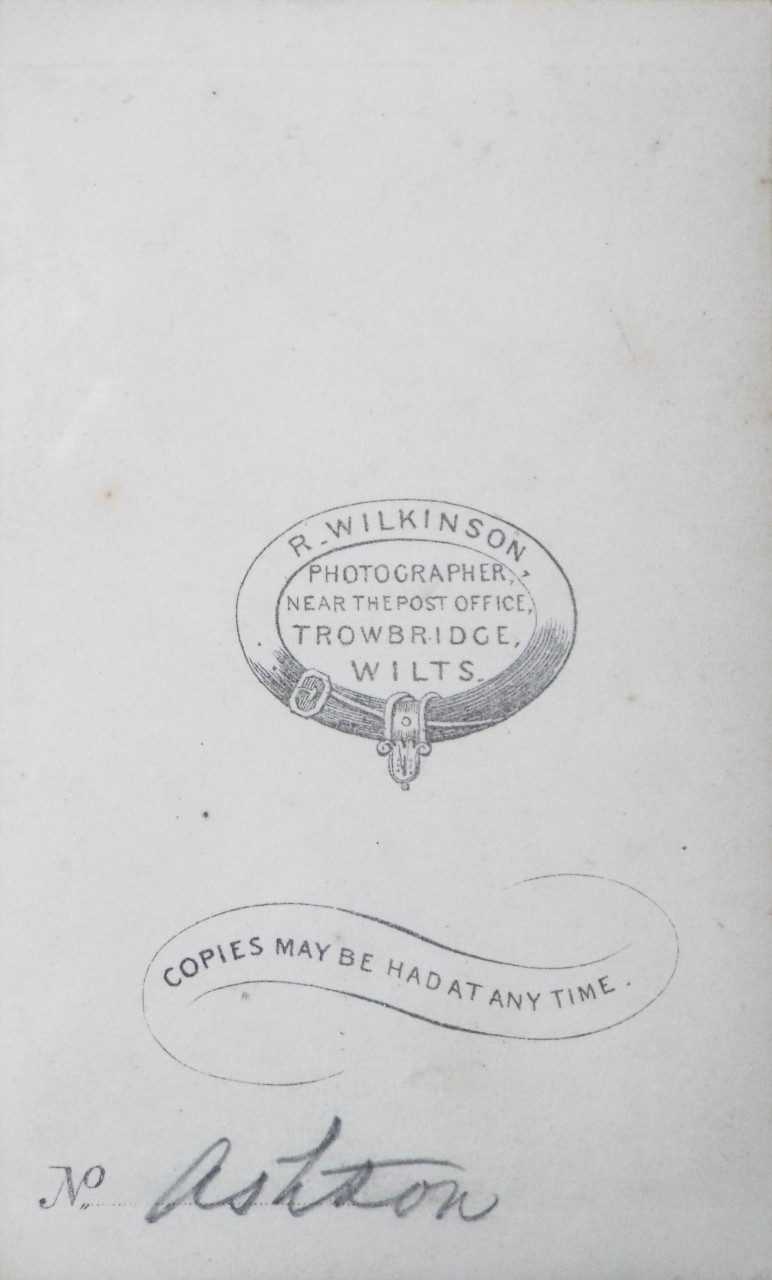 R. WILKINSON,
PHOTOGRAPHER,
NEAR THE POST OFFICE,
TROWBRIDGE,
WILTS.
COPIES MAY BE HAD AT ANY TIME.
No Ashton